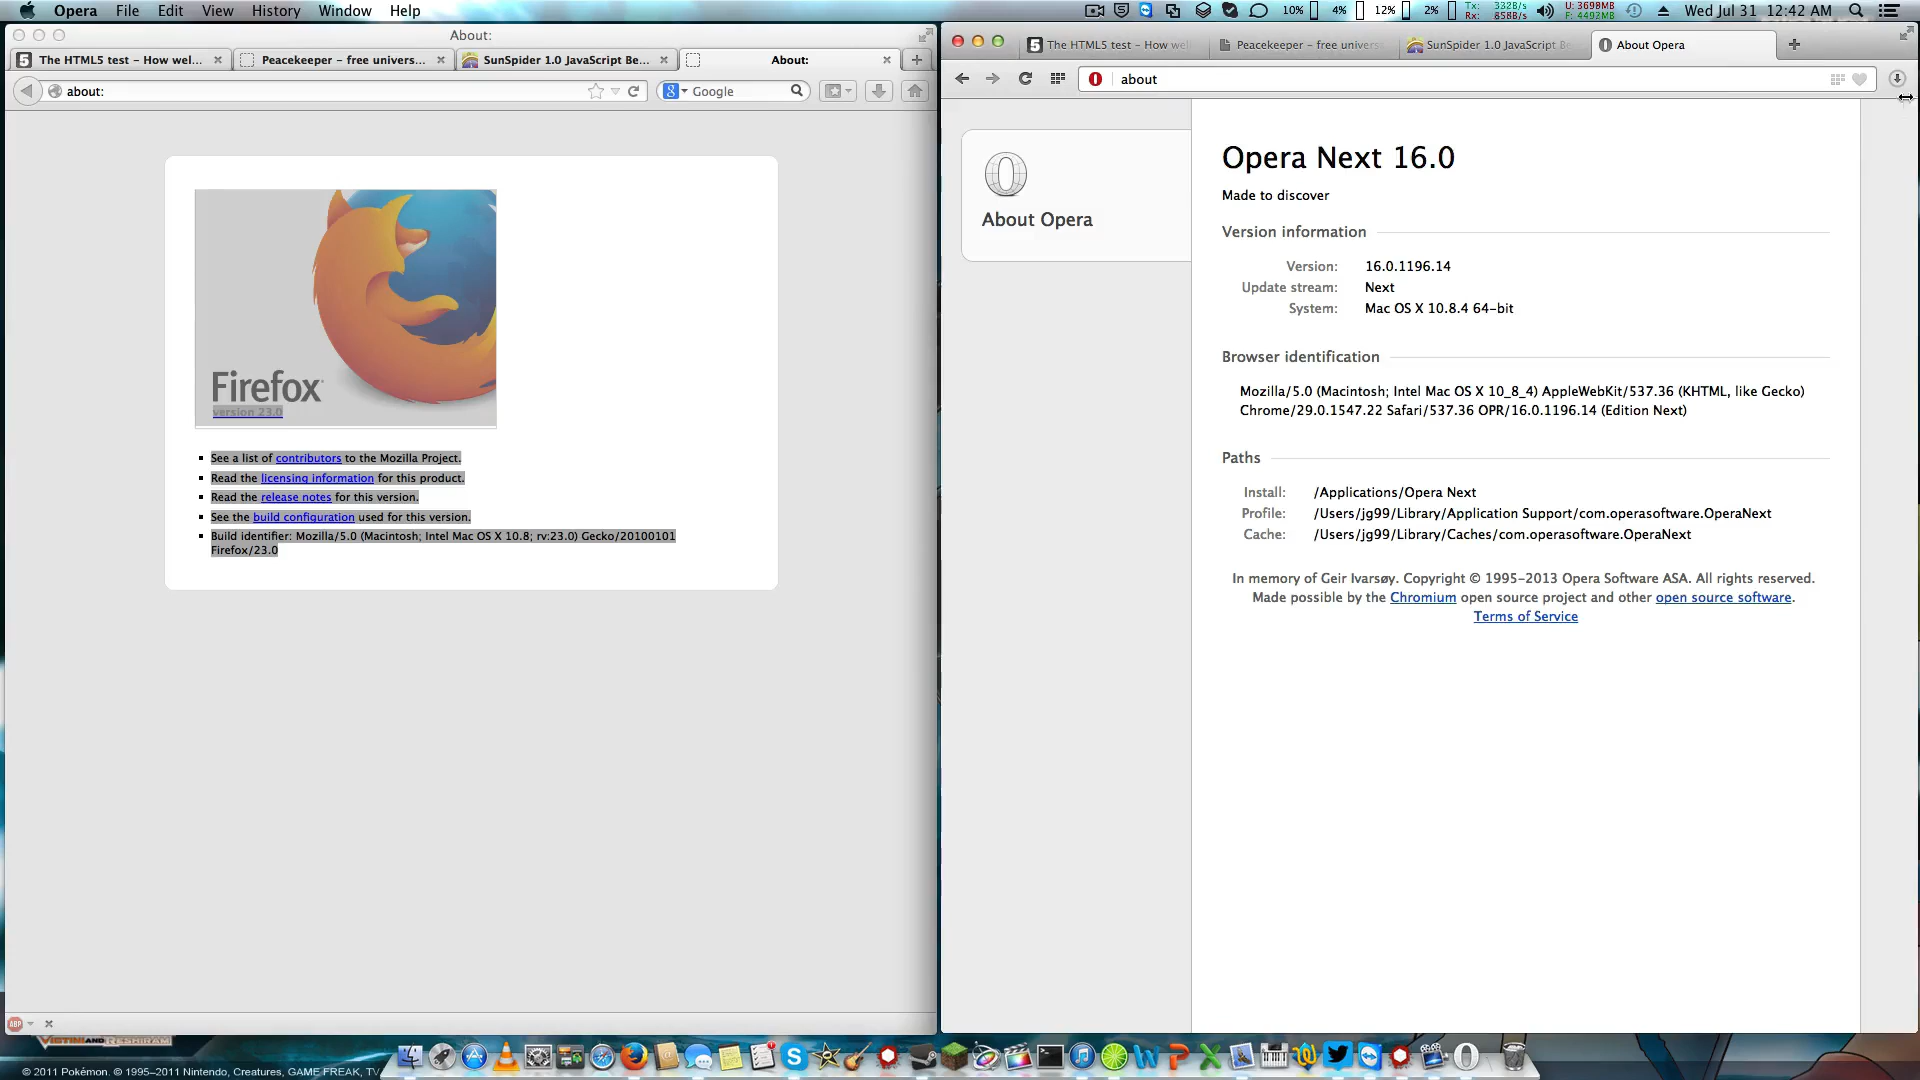 Opera File Edit View History Window Help
10% 4% 12% 2% Tx: 332B/s Rx: 858B/s U: 3698MB F: 4492MB Wed Jul 31 12:42 AM
About:
The HTML5 test – How wel... Peacekeeper – free univers... SunSpider 1.0 JavaScript Be... About:
about: Google
Firefox
version 23.0
See a list of contributors to the Mozilla Project.
Read the licensing information for this product.
Read the release notes for this version.
See the build configuration used for this version.
Build identifier: Mozilla/5.0 (Macintosh; Intel Mac OS X 10.8; rv:23.0) Gecko/20100101
Firefox/23.0
ABP
The HTML5 test – How wel Peacekeeper – free univers SunSpider 1.0 JavaScript Be About Opera
about
About Opera
Opera Next 16.0
Made to discover
Version information
Version: 16.0.1196.14
Update stream: Next
System: Mac OS X 10.8.4 64-bit
Browser identification
Mozilla/5.0 (Macintosh; Intel Mac OS X 10_8_4) AppleWebKit/537.36 (KHTML, like Gecko)
Chrome/29.0.1547.22 Safari/537.36 OPR/16.0.1196.14 (Edition Next)
Paths
Install: /Applications/Opera Next
Profile: /Users/jg99/Library/Application Support/com.operasoftware.OperaNext
Cache: /Users/jg99/Library/Caches/com.operasoftware.OperaNext
In memory of Geir Ivarsøy. Copyright © 1995–2013 Opera Software ASA. All rights reserved.
Made possible by the Chromium open source project and other open source software.
Terms of Service
VICTINI AND RESHIRAM
© 2011 Pokémon. © 1995–2011 Nintendo, Creatures, GAME FREAK, TV